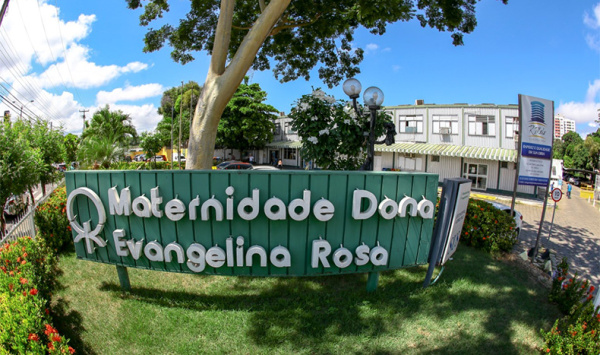 Maternidade Dona
Evangelina Rosa